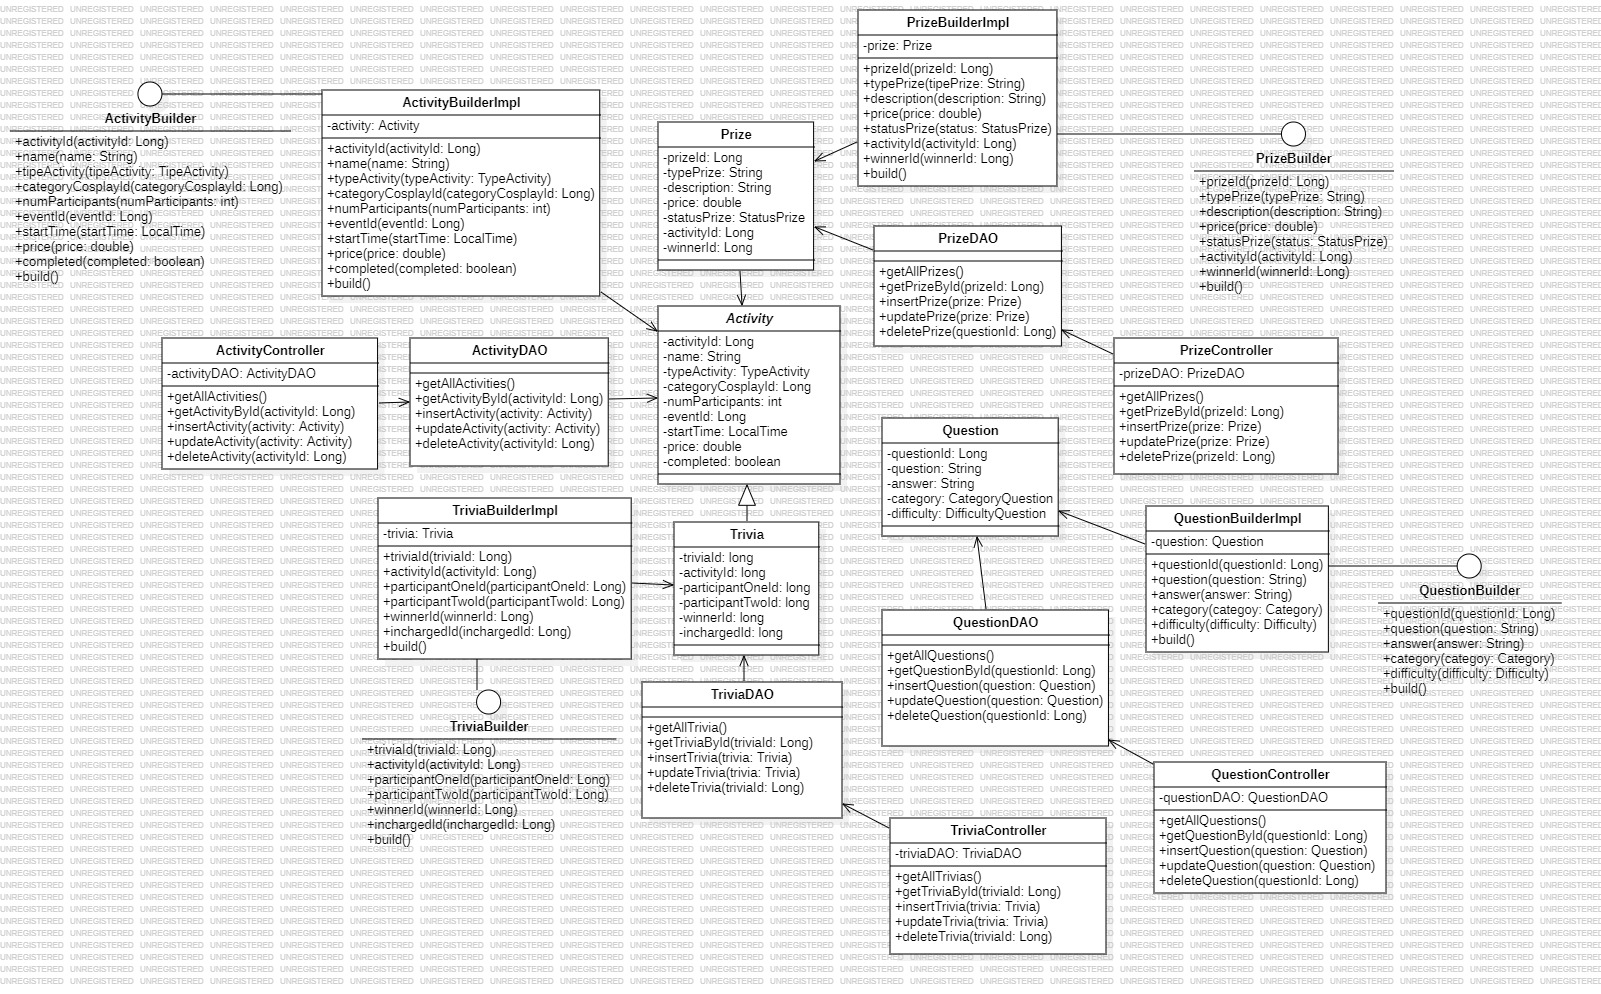 PrizeBuilderImpl
-prize: Prize
+prizeId(prizeId: Long)
+typePrize(tipePrize: String)
+description(description: String)
+price(price: double)
+statusPrize(status: StatusPrize)
+activityId(activityId: Long)
+winnerId(winnerId: Long)
+build()
ActivityBuilder
+activityId(activityId: Long)
+name(name: String)
+tipeActivity(tipeActivity: TipeActivity)
+categoryCosplayId(categoryCosplayId: Long)
+numParticipants(numParticipants: int)
+eventId(eventId: Long)
+startTime(startTime: LocalTime)
+price(price: double)
+completed(completed: boolean)
+build()
ActivityBuilderImpl
-activity: Activity
+activityId(activityId: Long)
+name(name: String)
+typeActivity(typeActivity: TypeActivity)
+categoryCosplayId(categoryCosplayId: Long)
+numParticipants(numParticipants: int)
+eventId(eventId: Long)
+startTime(startTime: LocalTime)
+price(price: double)
+completed(completed: boolean)
+build()
Prize
-prizeId: Long
-typePrize: String
-description: String
-price: double
-statusPrize: StatusPrize
-activityId: Long
-winnerId: Long
PrizeBuilder
+prizeId(prizeId: Long)
+typePrize(typePrize: String)
+description(description: String)
+price(price: double)
+statusPrize(status: StatusPrize)
+activityId(activityId: Long)
+winnerId(winnerId: Long)
+build()
PrizeDAO
+getAllPrizes()
+getPrizeById(prizeId: Long)
+insertPrize(prize: Prize)
+updatePrize(prize: Prize)
+deletePrize(questionId: Long)
Activity
-activityId: Long
-name: String
-typeActivity: TypeActivity
-categoryCosplayId: Long
-numParticipants: int
-eventId: Long
-startTime: LocalTime
-price: double
-completed: boolean
ActivityController
-activityDAO: ActivityDAO
+getAllActivities()
+getActivityById(activityId: Long)
+insertActivity(activity: Activity)
+updateActivity(activity: Activity)
+deleteActivity(activityId: Long)
ActivityDAO
+getAllActivities()
+getActivityById(activityId: Long)
+insertActivity(activity: Activity)
+updateActivity(activity: Activity)
+deleteActivity(activityId: Long)
PrizeController
-prizeDAO: PrizeDAO
+getAllPrizes()
+getPrizeById(prizeId: Long)
+insertPrize(prize: Prize)
+updatePrize(prize: Prize)
+deletePrize(prizeId: Long)
Question
-questionId: Long
-question: String
-answer: String
-category: CategoryQuestion
-difficulty: DifficultyQuestion
TriviaBuilderImpl
-trivia: Trivia
+triviaId(triviaId: Long)
+activityId(activityId: Long)
+participantOneId(participantOneId: Long)
+participantTwoId(participantTwoId: Long)
+winnerId(winnerId: Long)
+inchargedId(inchargedId: Long)
+build()
Trivia
-triviaId: long
-activityId: long
-participantOneId: long
-participantTwoId: long
-winnerId: long
-inchargedId: long
QuestionBuilderImpl
-question: Question
+questionId(questionId: Long)
+question(question: String)
+answer(answer: String)
+category(categoy: Category)
+difficulty(difficulty: Difficulty)
+build()
QuestionBuilder
+questionId(questionId: Long)
+question(question: String)
+answer(answer: String)
+category(categoy: Category)
+difficulty(difficulty: Difficulty)
+build()
QuestionDAO
+getAllQuestions()
+getQuestionById(questionId: Long)
+insertQuestion(question: Question)
+updateQuestion(question: Question)
+deleteQuestion(questionId: Long)
TriviaBuilder
+triviaId(triviaId: Long)
+activityId(activityId: Long)
+participantOneId(participantOneId: Long)
+participantTwoId(participantTwoId: Long)
+winnerId(winnerId: Long)
+inchargedId(inchargedId: Long)
+build()
TriviaDAO
+getAllTrivia()
+getTriviaById(triviaId: Long)
+insertTrivia(trivia: Trivia)
+updateTrivia(trivia: Trivia)
+deleteTrivia(triviaId: Long)
QuestionController
-questionDAO: QuestionDAO
+getAllQuestions()
+getQuestionById(questionId: Long)
+insertQuestion(question: Question)
+updateQuestion(question: Question)
+deleteQuestion(questionId: Long)
TriviaController
-triviaDAO: TriviaDAO
+getAllTrivias()
+getTriviaById(triviaId: Long)
+insertTrivia(trivia: Trivia)
+updateTrivia(trivia: Trivia)
+deleteTrivia(triviaId: Long)
UNREGISTERED